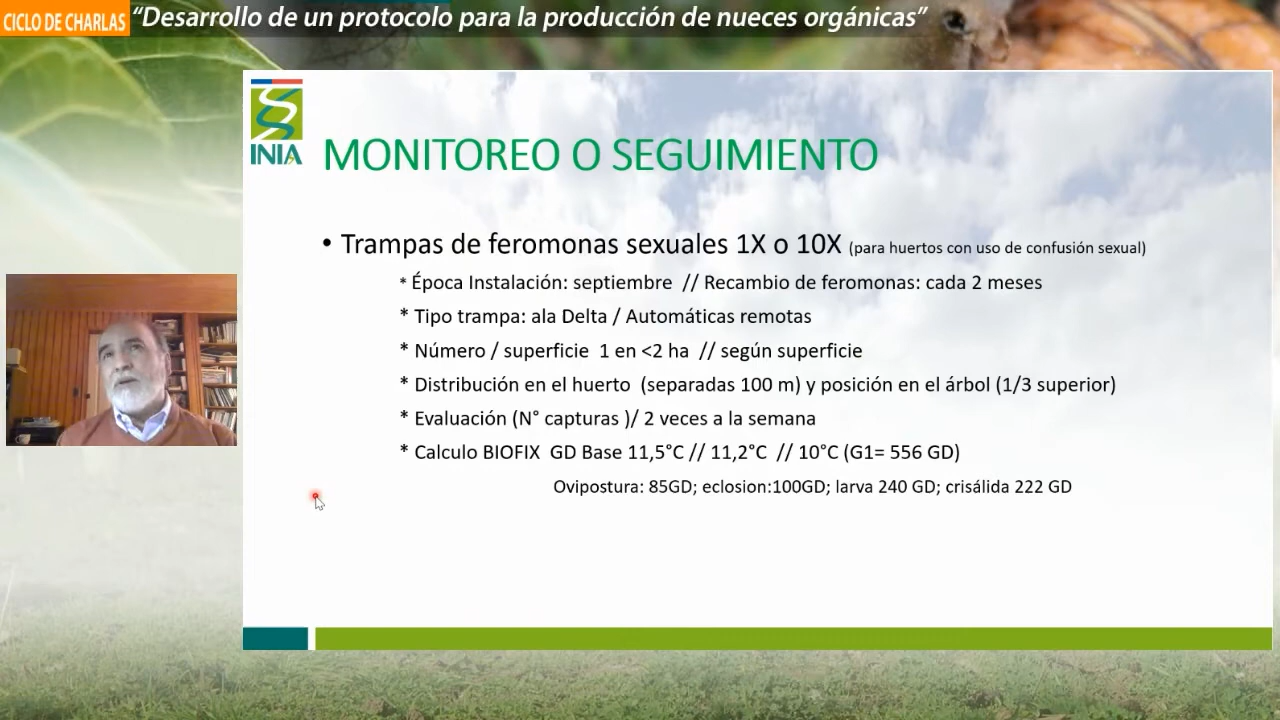 CICLO DE CHARLAS “Desarrollo de un protocolo para la producción de nueces orgánicas”
INIA
MONITOREO O SEGUIMIENTO
• Trampas de feromonas sexuales 1X o 10X (para huertos con uso de confusión sexual)
* Época Instalación: septiembre // Recambio de feromonas: cada 2 meses
* Tipo trampa: ala Delta / Automáticas remotas
* Número / superficie 1 en <2 ha // según superficie
* Distribución en el huerto (separadas 100 m) y posición en el árbol (1/3 superior)
* Evaluación (N° capturas )/ 2 veces a la semana
* Calculo BIOFIX GD Base 11,5°C // 11,2°C // 10°C (G1= 556 GD)
Ovipostura: 85GD; eclosion:100GD; larva 240 GD; crisálida 222 GD